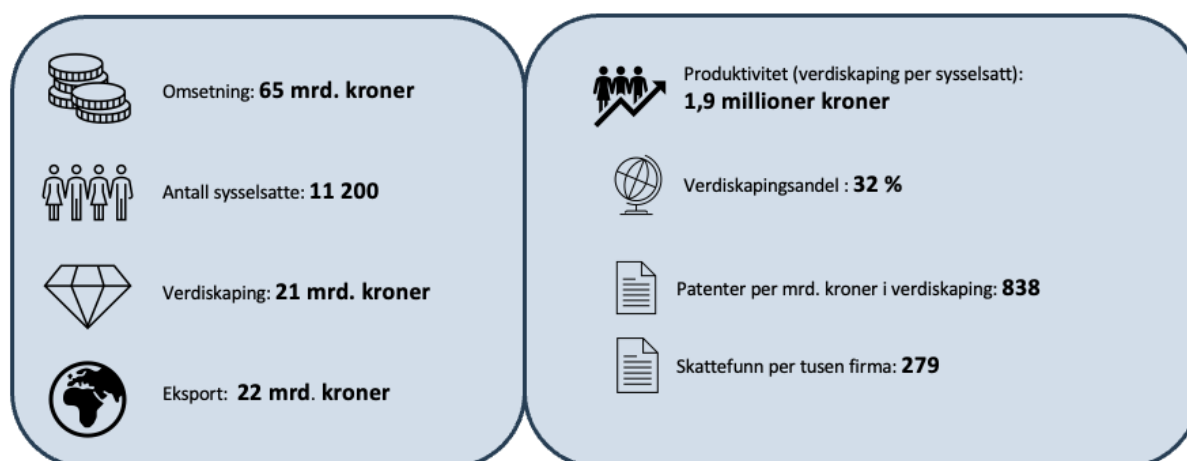 Omsetning: 65 mrd. kroner
Antall sysselsatte: 11 200
Verdiskaping: 21 mrd. kroner
Eksport: 22 mrd. kroner
Produktivitet (verdiskaping per sysselsatt):
1,9 millioner kroner
Verdiskapingsandel : 32 %
Patenter per mrd. kroner i verdiskaping: 838
Skattefunn per tusen firma: 279